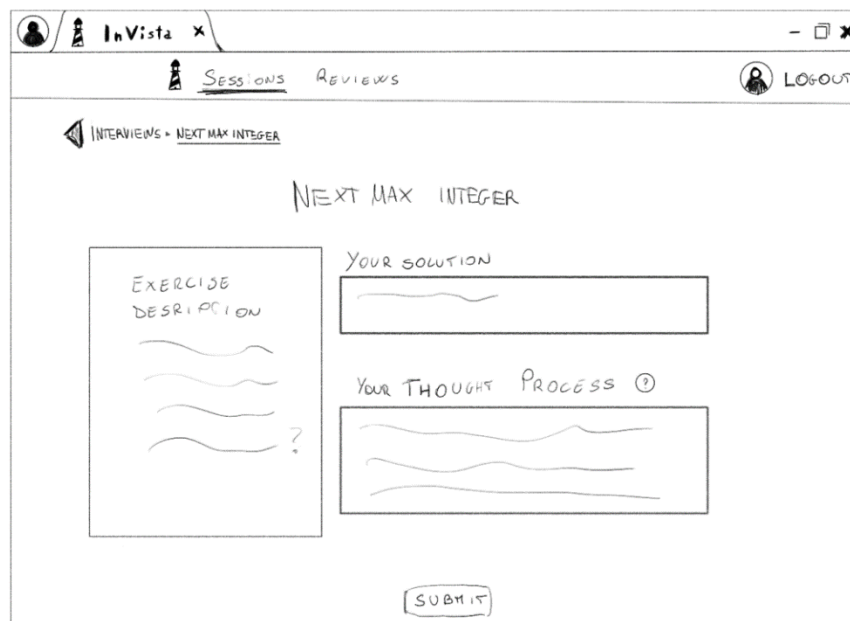 InVista x
SESSIONS REVIEWS LOGOUT
INTERVIEWS - NEXT MAX INTEGER
NEXT MAX INTEGER
EXERCISE
DESRIPCION
?
YOUR SOLUTION
YOUR THOUGHT PROCESS ?
SUBMIT